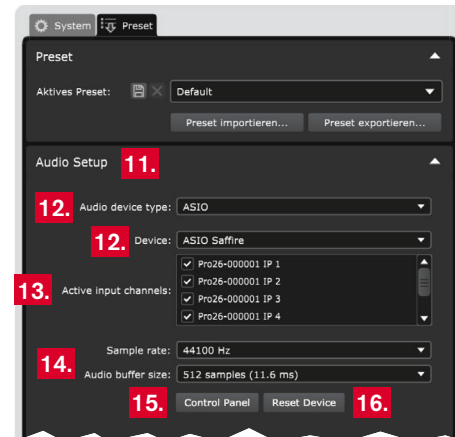 System Preset
Preset
Aktives Preset: Default
Preset importieren... Preset exportieren...
Audio Setup 11.
12. Audio device type: ASIO
12. Device: ASIO Saffire
Pro26-000001 IP 1
Pro26-000001 IP 2
13. Active input channels:
Pro26-000001 IP 3
Pro26-000001 IP 4
Sample rate: 44100 Hz
14.
Audio buffer size: 512 samples (11.6 ms)
15. Control Panel Reset Device 16.